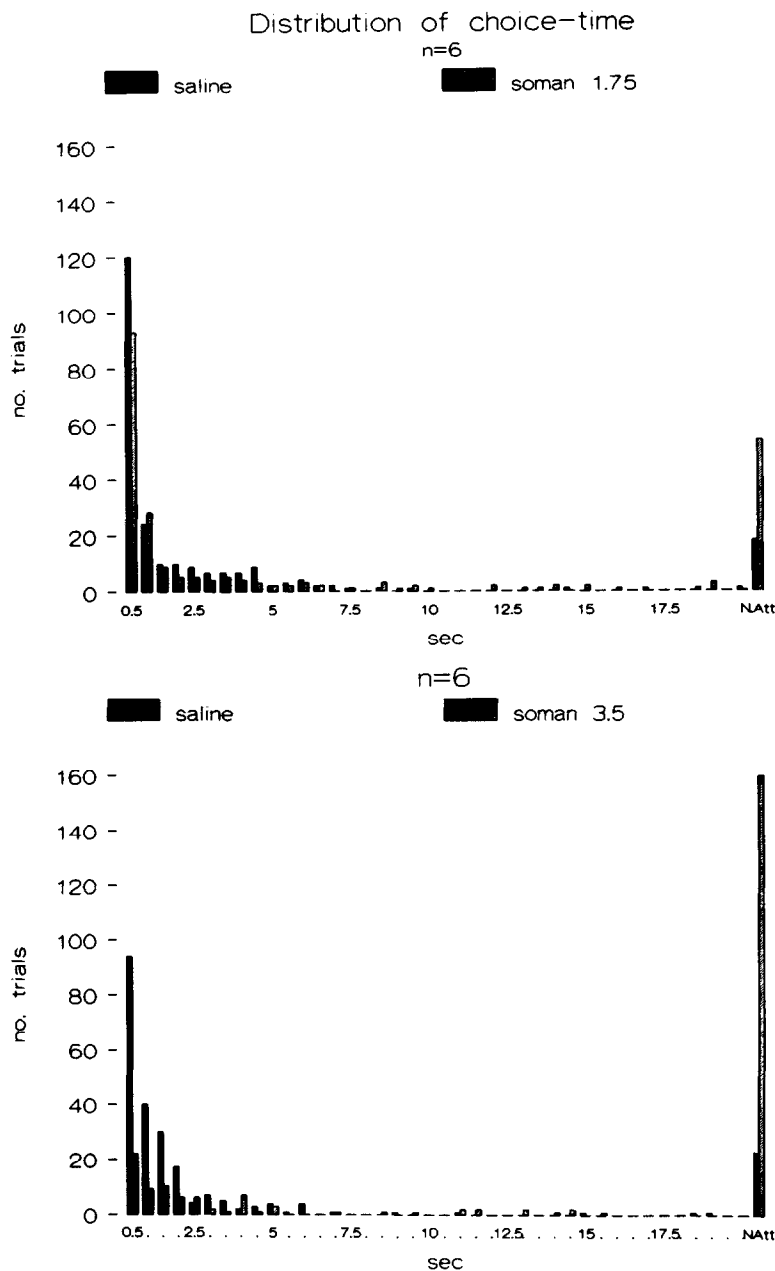 Distribution of choice-time
n=6
saline soman 1.75
160
140
120
100
80
60
40
20
0
no. trials
0.5 2.5 5 7.5 10 12.5 15 17.5 NAtt
sec
n=6
saline soman 3.5
160
140
120
100
80
60
40
20
0
no. trials
0.5. . . 2.5 . . . . 5 . . . . 7.5. . . . 10 . . . . 12.5 . . . . 15 . . . . 17.5. . . . NAtt
sec